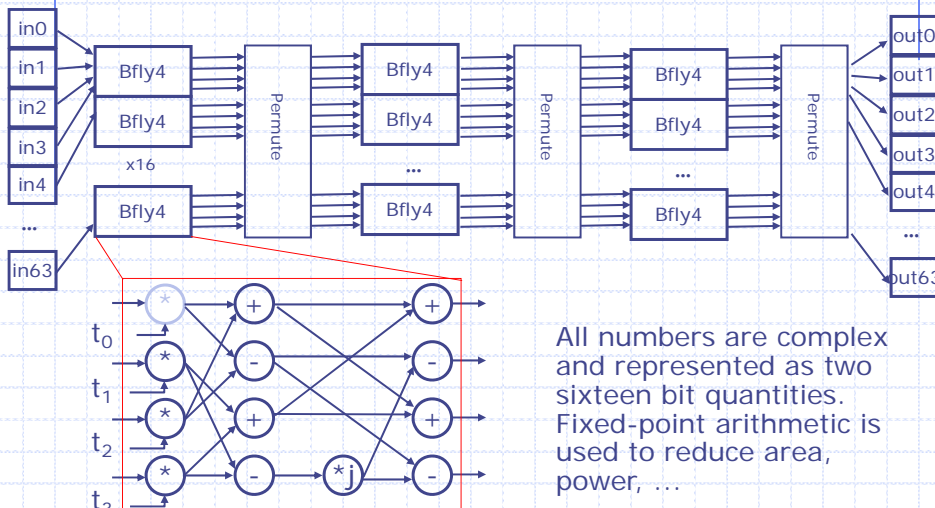 in0
in1
in2
in3
in4
...
in63
Bfly4
Bfly4
x16
Bfly4
Permute
Bfly4
Bfly4
...
Bfly4
Permute
Bfly4
Bfly4
...
Bfly4
Permute
out0
out1
out2
out3
out4
...
out63
* + +
t0
* - -
t1
* + +
t2
* - *j -
t3
All numbers are complex
and represented as two
sixteen bit quantities.
Fixed-point arithmetic is
used to reduce area,
power, ...